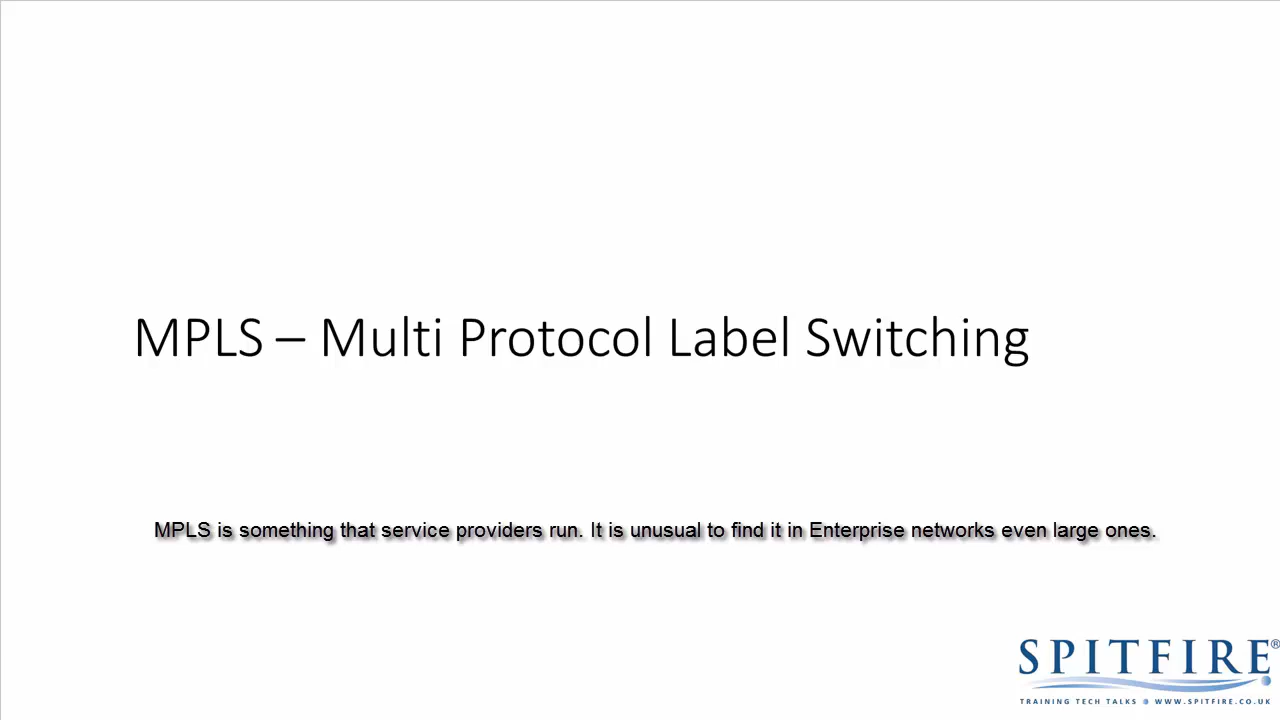 MPLS – Multi Protocol Label Switching
MPLS is something that service providers run. It is unusual to find it in Enterprise networks even large ones.
SPITFIRE®
TRAINING TECH TALKS WWW.SPITFIRE.CO.UK